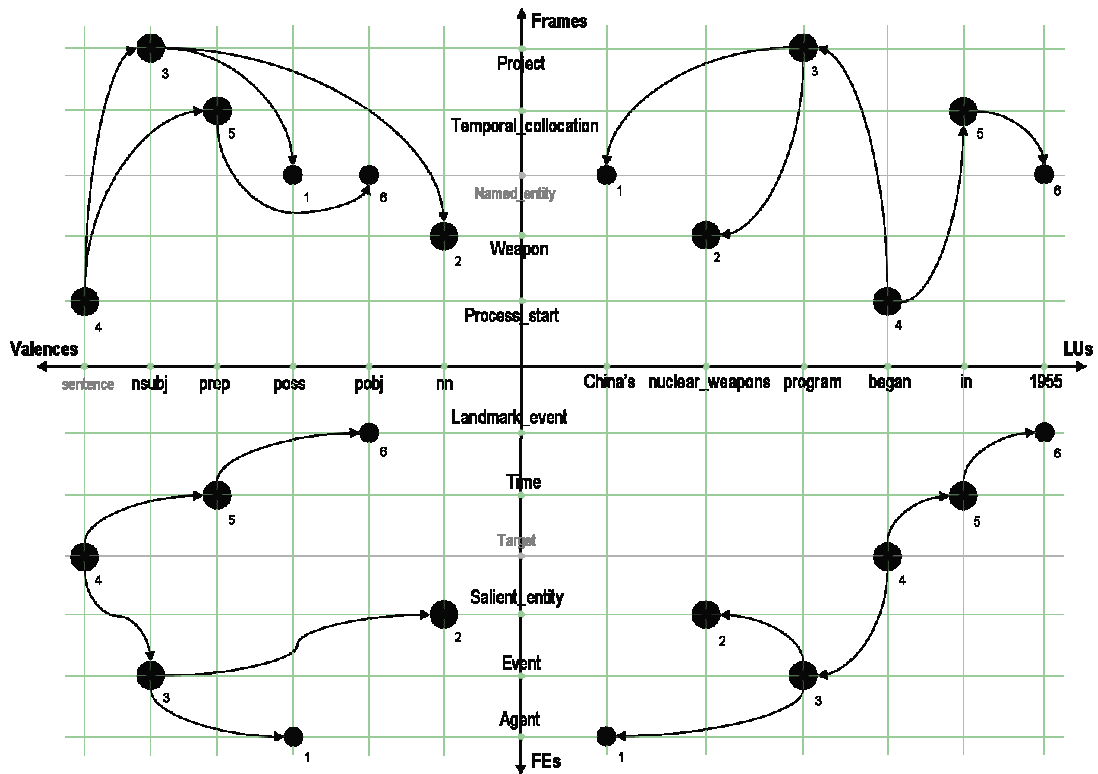 Frames
3
3
Project
5
Temporal_collocation
5
1
6
Named_entity
1
6
2
Weapon
2
4
Process_start
4
Valences
LUs
sentence nsubj prep poss pobj nn
China's nuclear_weapons program began in 1955
Landmark_event
6
6
Time
5
5
Target
4
4
Salient_entity
2
2
Event
3
3
Agent
1
1
FEs